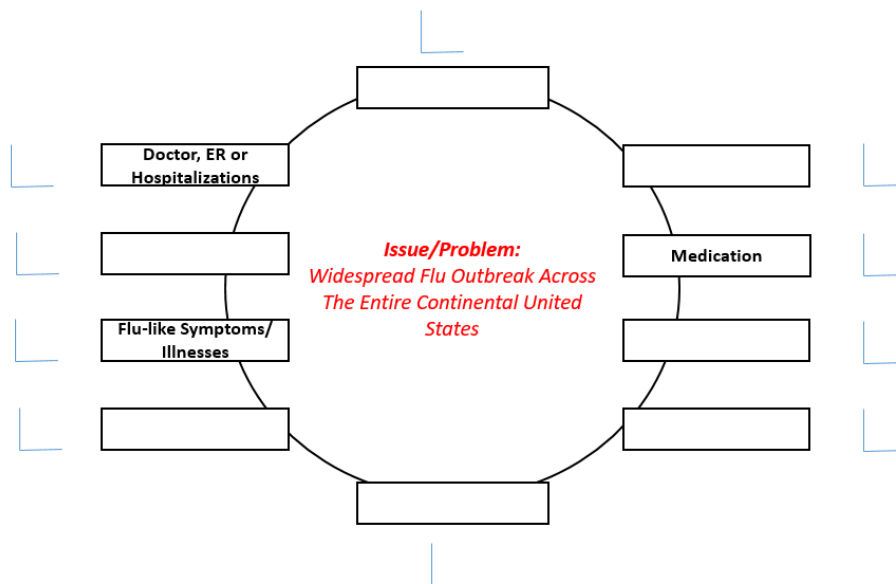 Doctor, ER or
Hospitalizations
Issue/Problem:
Widespread Flu Outbreak Across
The Entire Continental United
States
Medication
Flu-like Symptoms/
Illnesses